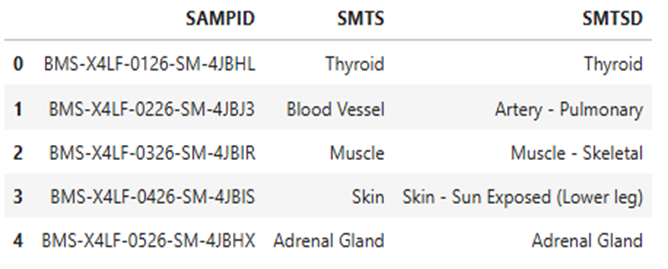 SAMPID SMTS SMTSD
0 BMS-X4LF-0126-SM-4JBHL Thyroid Thyroid
1 BMS-X4LF-0226-SM-4JBJ3 Blood Vessel Artery - Pulmonary
2 BMS-X4LF-0326-SM-4JBIR Muscle Muscle - Skeletal
3 BMS-X4LF-0426-SM-4JBIS Skin Skin - Sun Exposed (Lower leg)
4 BMS-X4LF-0526-SM-4JBHX Adrenal Gland Adrenal Gland